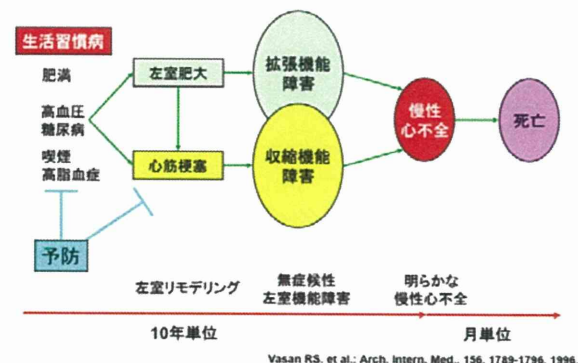 生活習慣病
肥満
高血圧
糖尿病
喫煙
高脂血症
予防
左室肥大
心筋梗塞
拡張機能
障害
収縮機能
障害
慢性
心不全
死亡
左室リモデリング
無症候性
左室機能障害
明らかな
慢性心不全
10年単位
月単位
Vasan RS, et al.: Arch. Intern. Med., 156, 1789-1796, 1996.